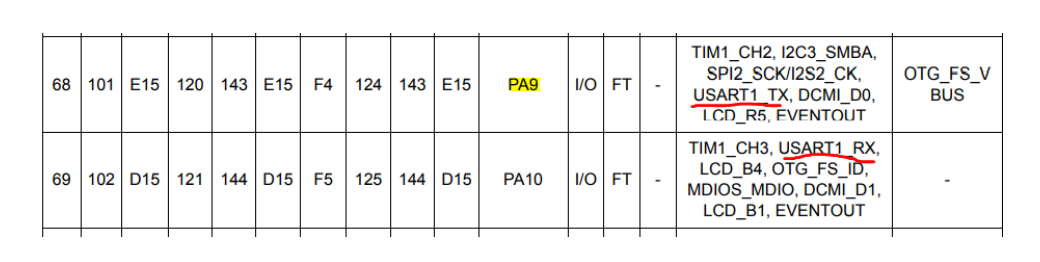 68 101 E15 120 143 E15 F4 124 143 E15 PA9 I/O FT - TIM1_CH2, I2C3_SMBA,
SPI2_SCK/I2S2_CK,
USART1_TX, DCMI_D0,
LCD_R5, EVENTOUT
OTG_FS_V
BUS
69 102 D15 121 144 D15 F5 125 144 D15 PA10 I/O FT - TIM1_CH3, USART1_RX,
LCD_B4, OTG_FS_ID,
MDIOS_MDIO, DCMI_D1,
LCD_B1, EVENTOUT
-